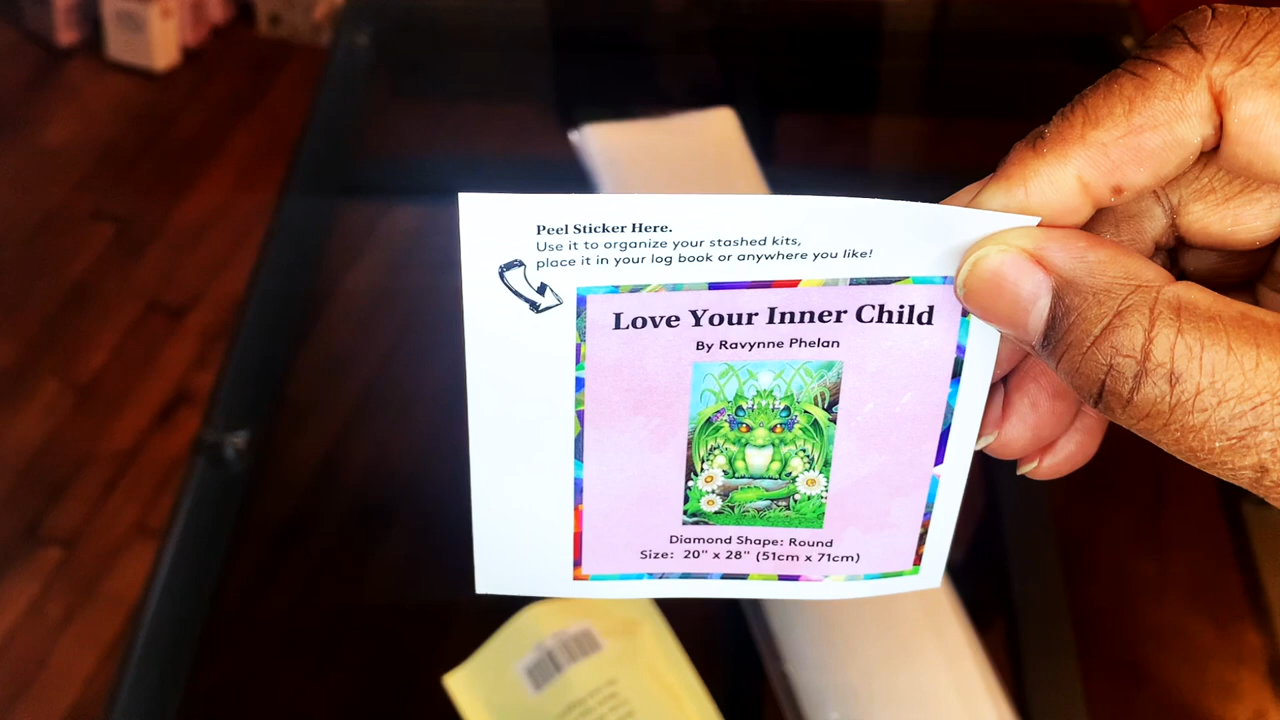 Peel Sticker Here.
Use it to organize your stashed kits,
place it in your log book or anywhere you like!
Love Your Inner Child
By Ravynne Phelan
Diamond Shape: Round
Size: 20" x 28" (51cm x 71cm)